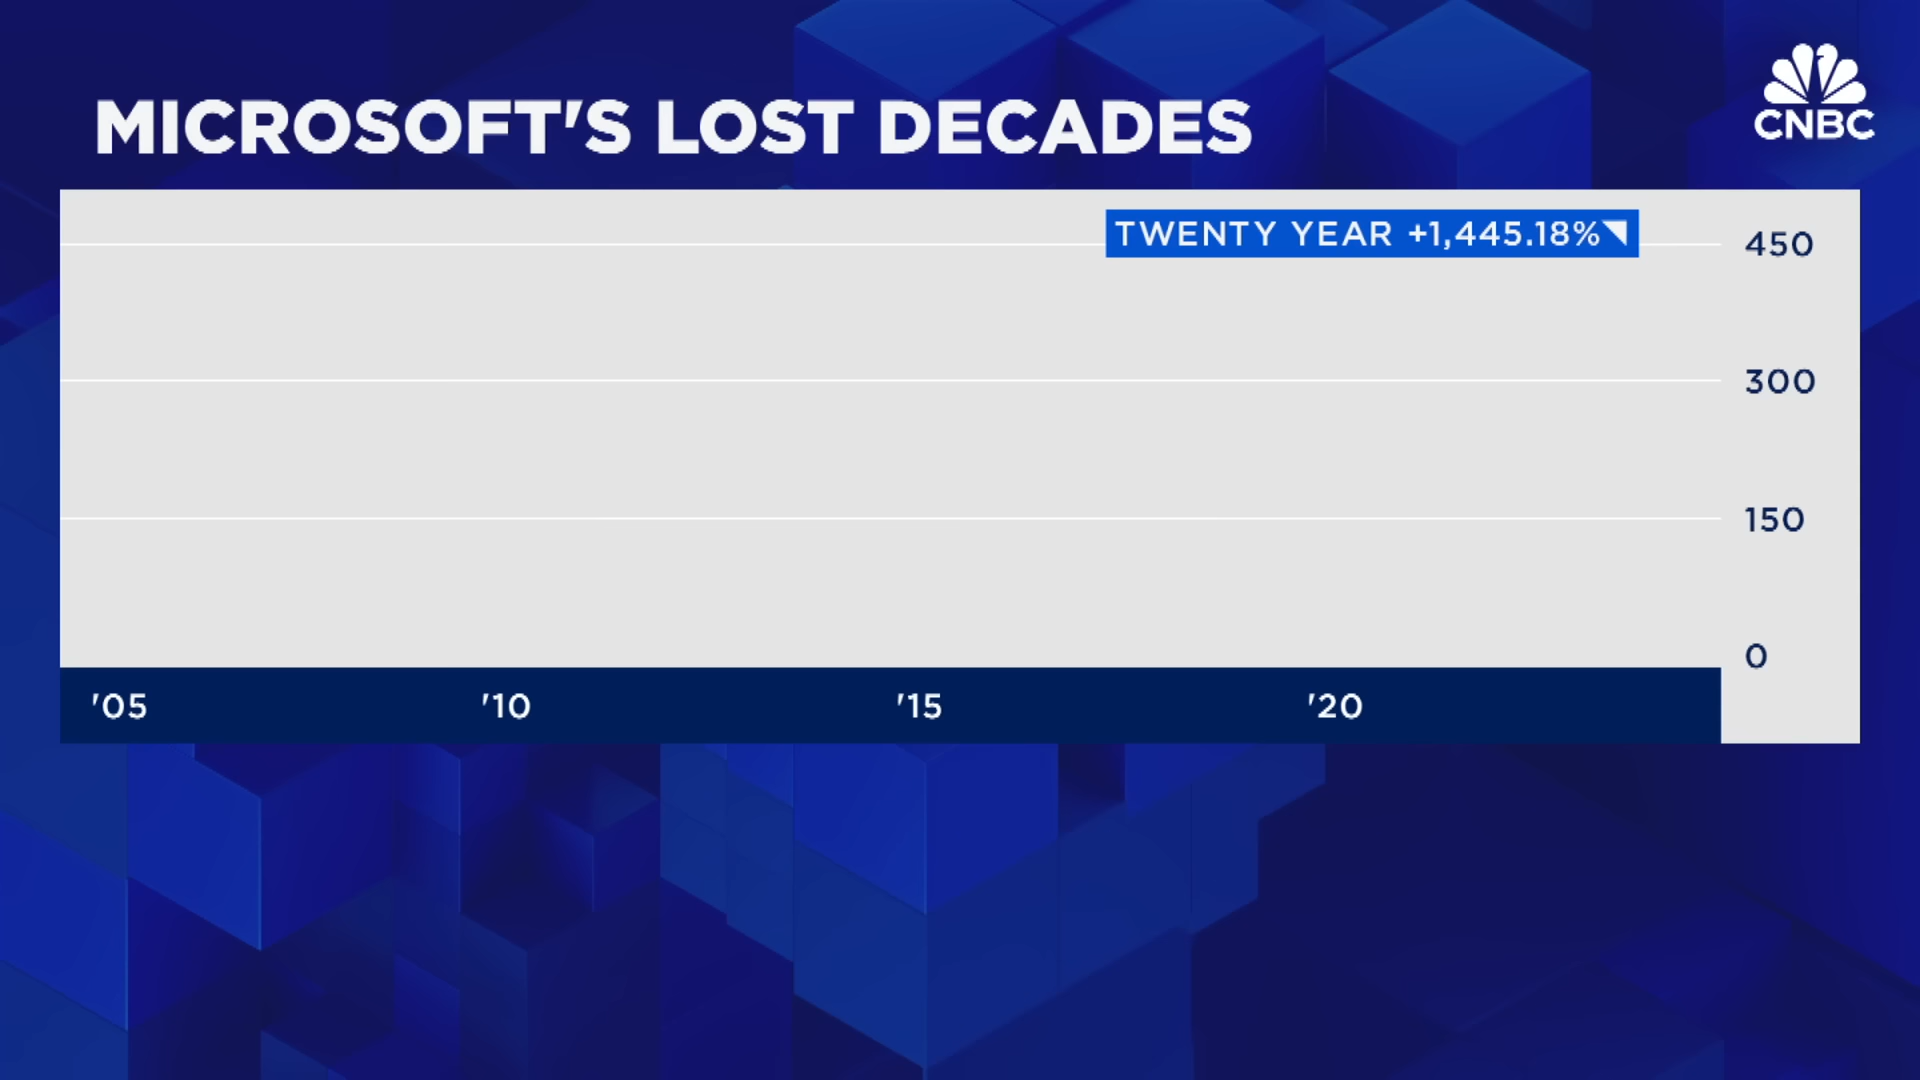 MICROSOFT'S LOST DECADES
CNBC
TWENTY YEAR +1,445.18%
450
300
150
0
'05 '10 '15 '20